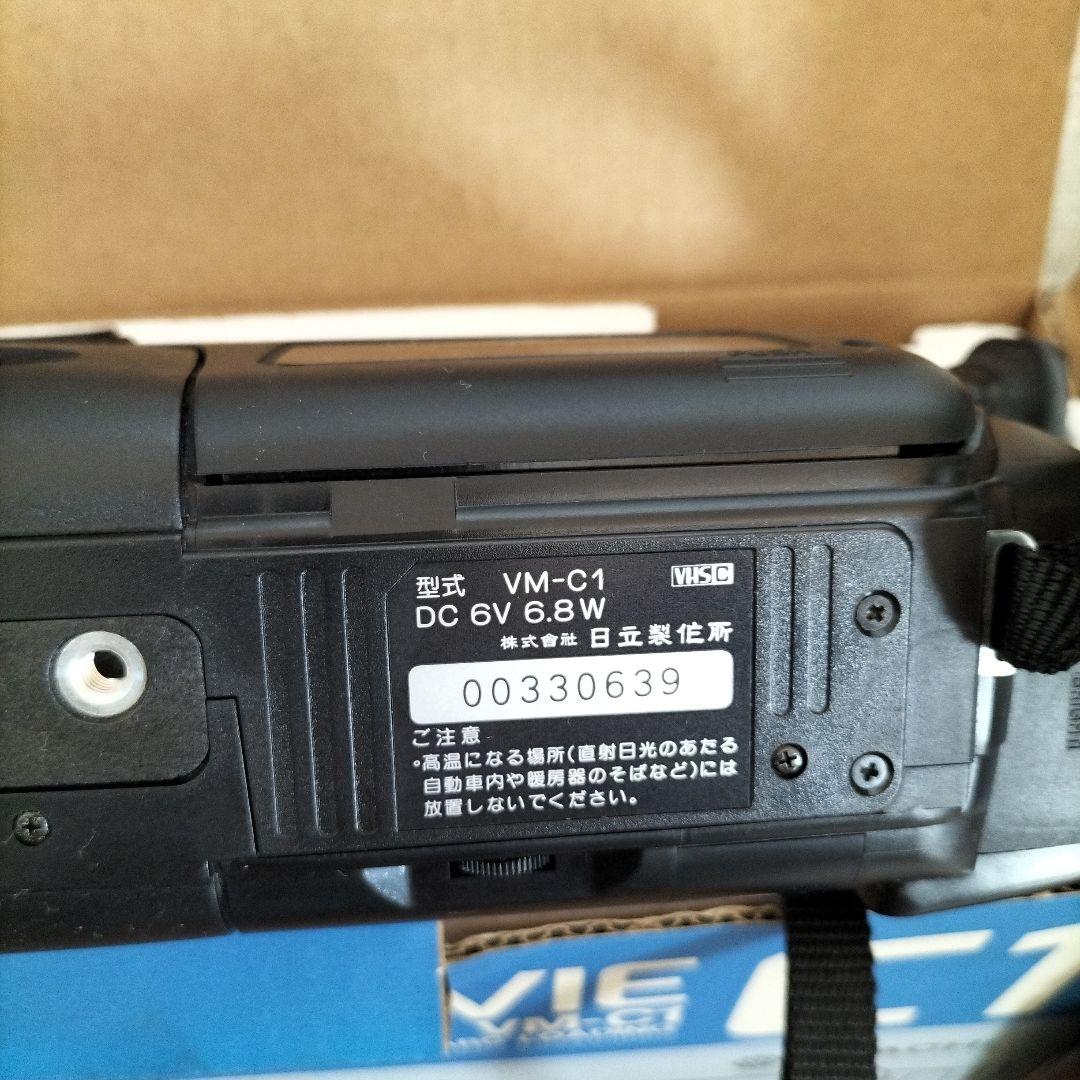 型式 VM-C1 VHSC
DC 6V 6.8W
株式會社 日立製作所
00330639
ご注意
・高温になる場所(直射日光のあたる
自動車内や暖房器のそばなど)には
放置しないでください。
VIE C1
VM-C1